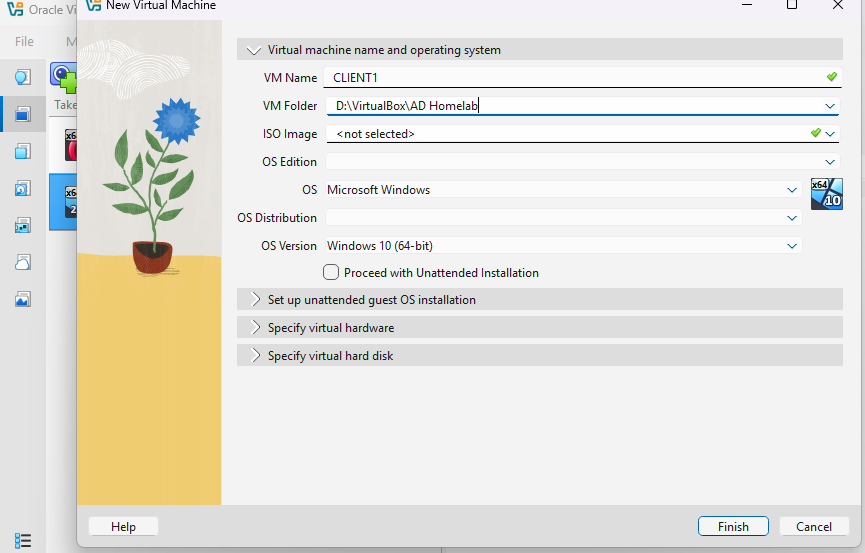 Oracle Vi
New Virtual Machine
File
M
Take
x64
x64
2
Virtual machine name and operating system
VM Name CLIENT1
VM Folder D:\VirtualBox\AD Homelab
ISO Image <not selected>
OS Edition
OS Microsoft Windows
x64
10
OS Distribution
OS Version Windows 10 (64-bit)
Proceed with Unattended Installation
Set up unattended guest OS installation
Specify virtual hardware
Specify virtual hard disk
Help
Finish
Cancel